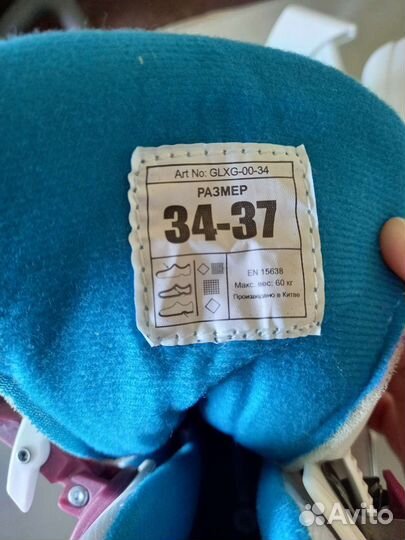 Art No: GLXG-00-34
РАЗМЕР
34-37
EN 15638
Макс. вес: 60 кг
Произведено в Китае
Avito